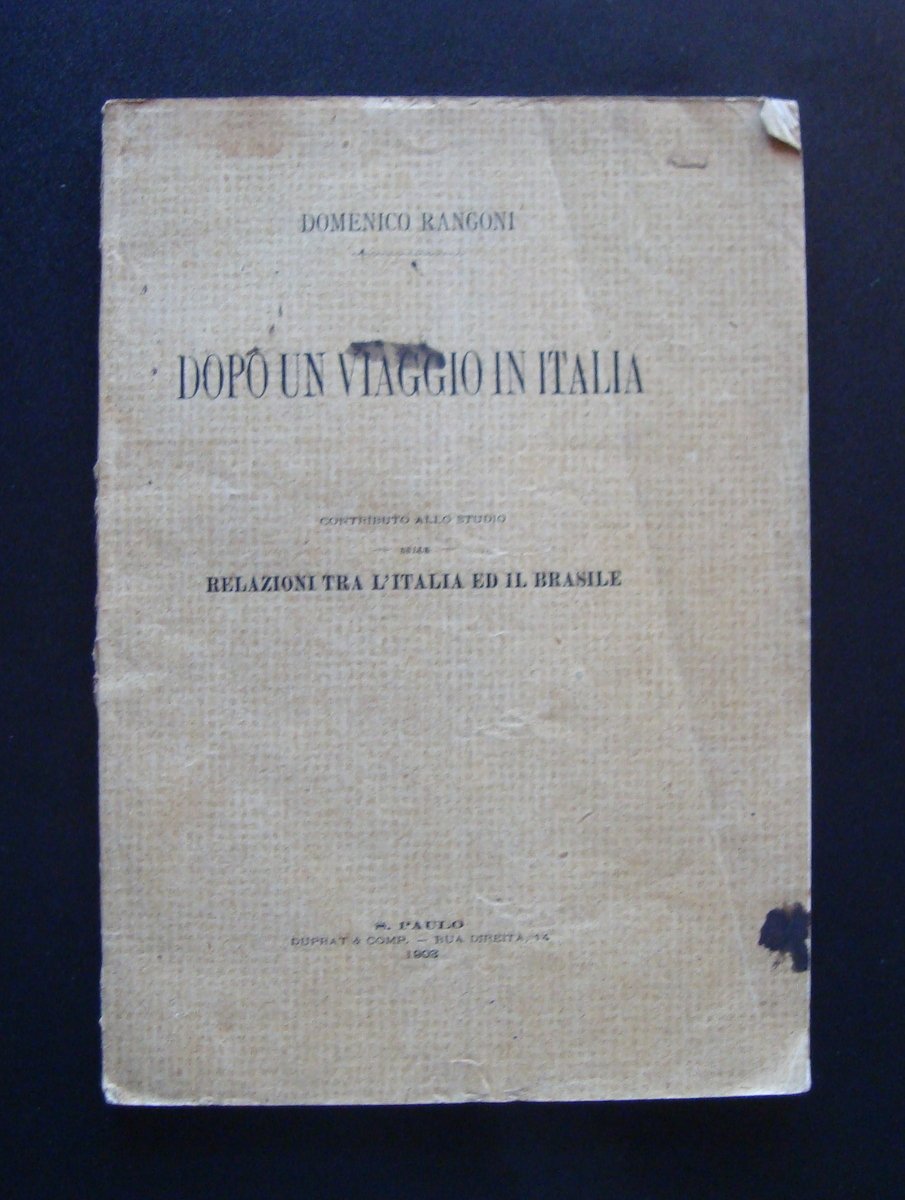 DOMENICO RANGONI
DOPO UN VIAGGIO IN ITALIA
CONTRIBUTO ALLO STUDIO
DELLE
RELAZIONI TRA L'ITALIA ED IL BRASILE
S. PAULO
DUPRAT & COMP. — RUA DIREITA, 14